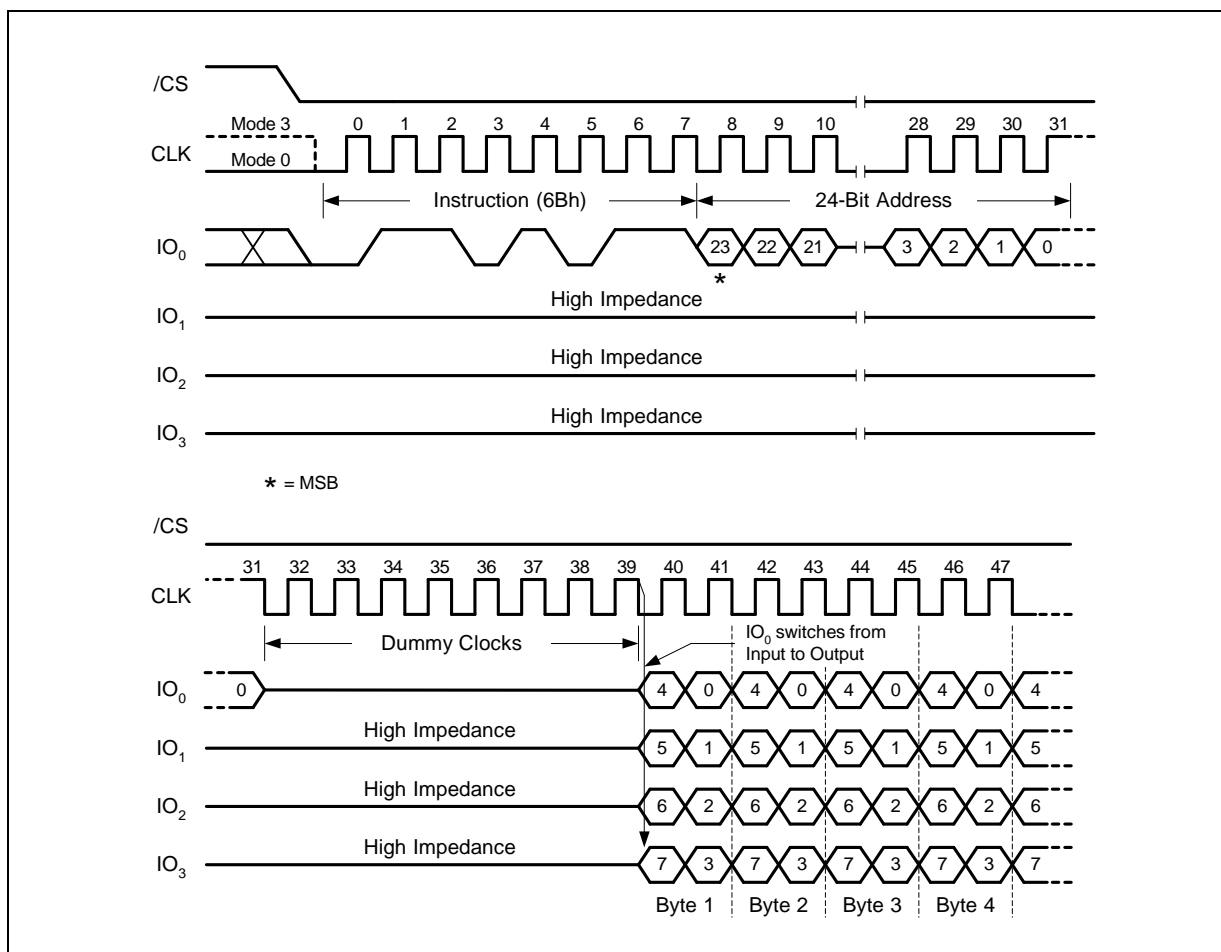 /CS
Mode 3 0 1 2 3 4 5 6 7 8 9 10 28 29 30 31
CLK Mode 0
Instruction (6Bh) 24-Bit Address
IO0 23 22 21 3 2 1 0
*
High Impedance
IO1
High Impedance
IO2
High Impedance
IO3
* = MSB
/CS
31 32 33 34 35 36 37 38 39 40 41 42 43 44 45 46 47
CLK
Dummy Clocks
IO0 switches from
Input to Output
IO0 0 4 0 4 0 4 0 4 0 4
High Impedance
IO1 5 1 5 1 5 1 5 1 5
High Impedance
IO2 6 2 6 2 6 2 6 2 6
High Impedance
IO3 7 3 7 3 7 3 7 3 7
Byte 1 Byte 2 Byte 3 Byte 4